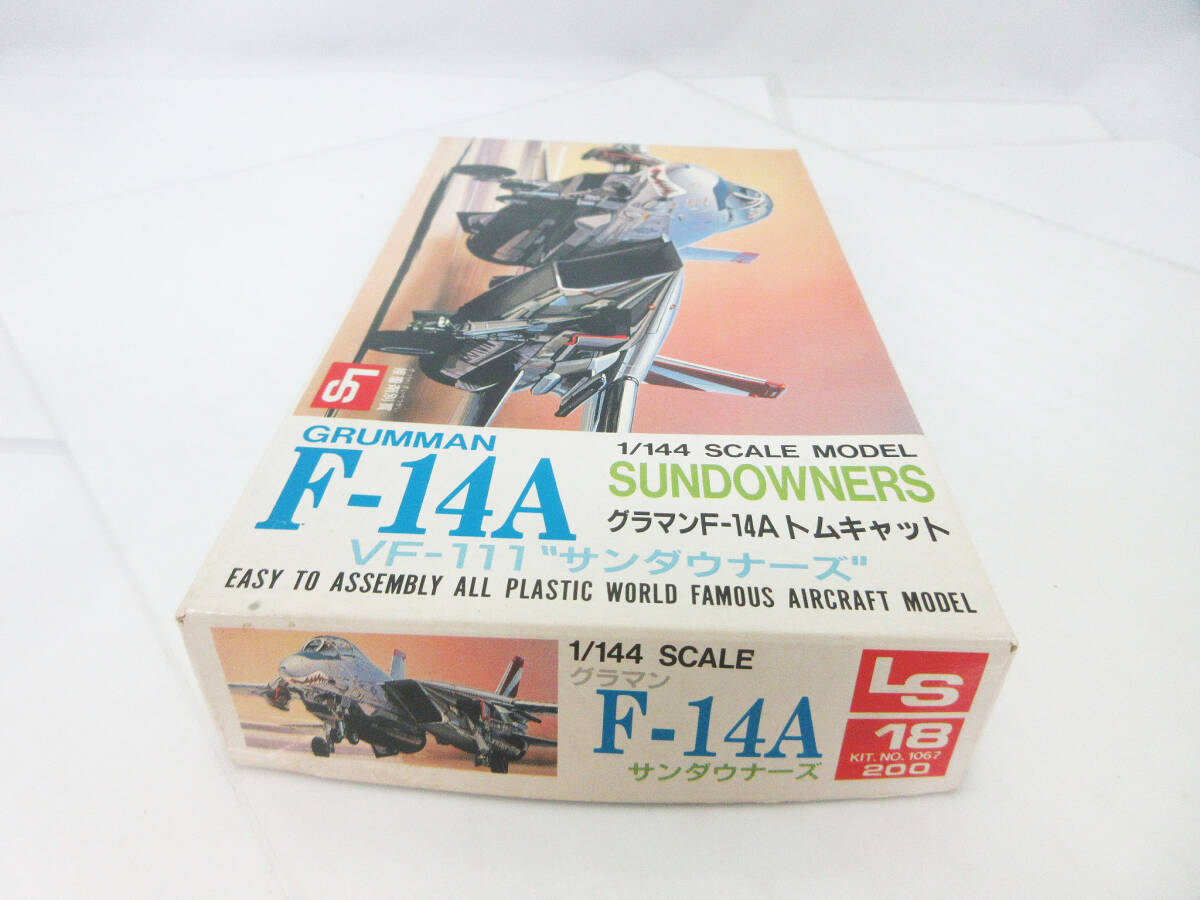 LS
GRUMMAN
F-14A
1/144 SCALE MODEL
SUNDOWNERS
グラマンF-14Aトムキャット
VF-111 "サンダウナーズ"
EASY TO ASSEMBLY ALL PLASTIC WORLD FAMOUS AIRCRAFT MODEL
1/144 SCALE
グラマン
F-14A
サンダウナーズ
LS
18
KIT. NO. 1067
200